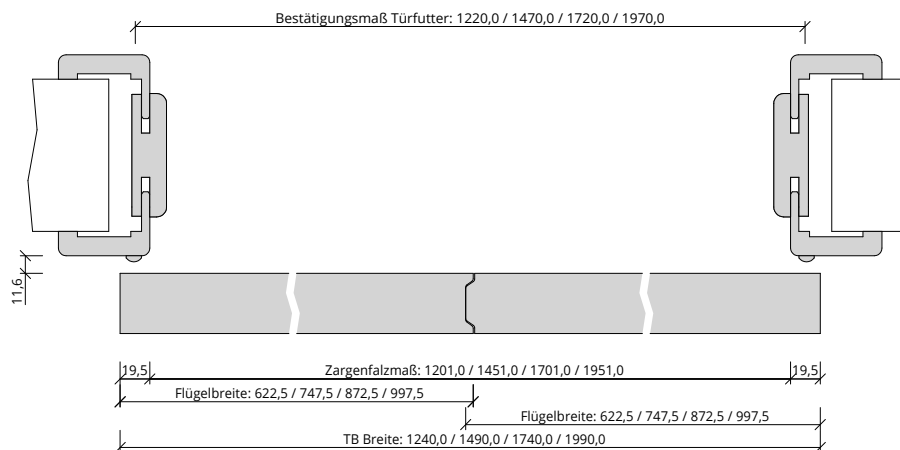 Bestätigungsmaß Türfutter: 1220,0 / 1470,0 / 1720,0 / 1970,0
11,6
19,5
Zargenfalzmaß: 1201,0 / 1451,0 / 1701,0 / 1951,0
19,5
Flügelbreite: 622,5 / 747,5 / 872,5 / 997,5
Flügelbreite: 622,5 / 747,5 / 872,5 / 997,5
TB Breite: 1240,0 / 1490,0 / 1740,0 / 1990,0